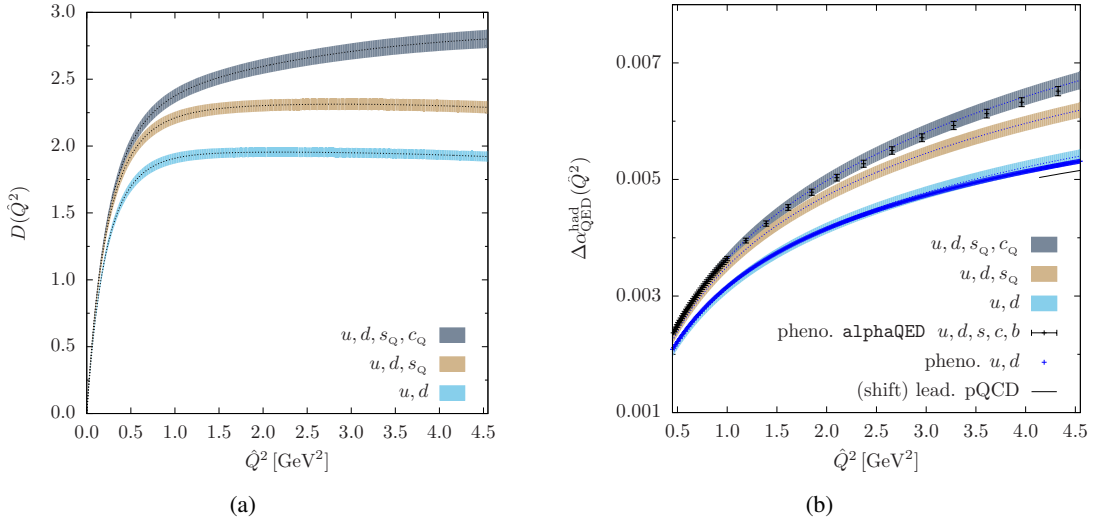 3.0
2.5
2.0
1.5
1.0
0.5
0.0
D(Q̂²)
u, d, s_Q, c_Q
u, d, s_Q
u, d
0.0 0.5 1.0 1.5 2.0 2.5 3.0 3.5 4.0 4.5
Q̂² [GeV²]
(a)
0.007
0.005
0.003
0.001
Δα^had_QED(Q̂²)
u, d, s_Q, c_Q
u, d, s_Q
u, d
pheno. alphaQED u, d, s, c, b
pheno. u, d
(shift) lead. pQCD
0.5 1.0 1.5 2.0 2.5 3.0 3.5 4.0 4.5
Q̂² [GeV²]
(b)